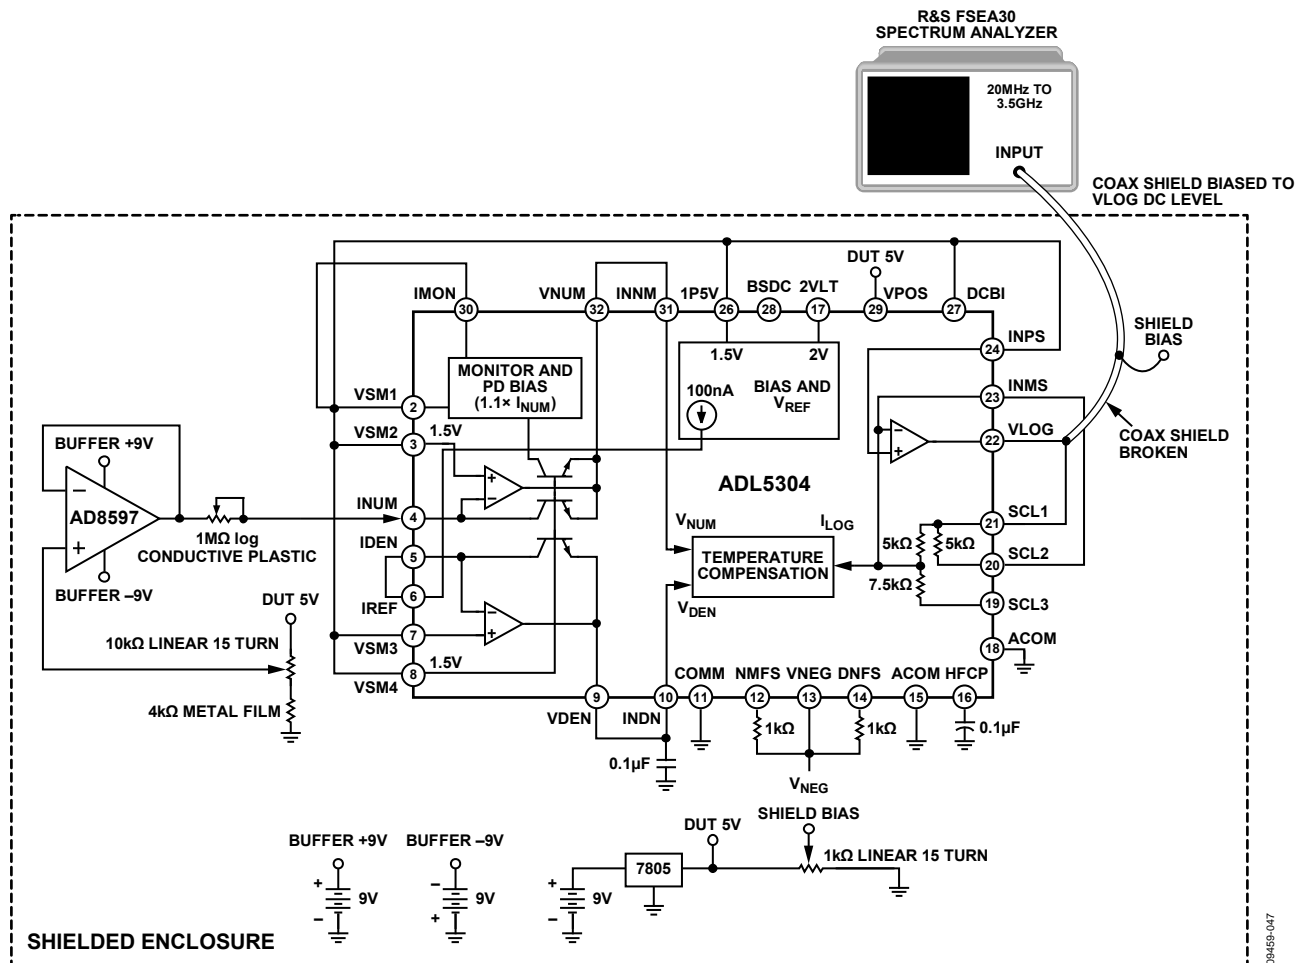 R&S FSEA30
SPECTRUM ANALYZER
20MHz TO
3.5GHz
INPUT
COAX SHIELD BIASED TO
VLOG DC LEVEL
DUT 5V
IMON
VNUM
INNM
1P5V
BSDC
2VLT
VPOS
DCBI
30
32
31
26
28
17
29
27
24
INPS
SHIELD
BIAS
1.5V
2V
MONITOR AND
PD BIAS
(1.1× INUM)
100nA
BIAS AND
VREF
VSM1
2
23
INMS
BUFFER +9V
VSM2
3
1.5V
–
+
22
VLOG
COAX SHIELD
BROKEN
–
AD8597
+
BUFFER –9V
1MΩ log
CONDUCTIVE PLASTIC
INUM
4
+
–
ADL5304
VNUM
ILOG
21
SCL1
5kΩ
5kΩ
IDEN
5
TEMPERATURE
COMPENSATION
20
SCL2
7.5kΩ
IREF
6
VDEN
19
SCL3
DUT 5V
10kΩ LINEAR 15 TURN
VSM3
7
–
+
18
ACOM
4kΩ METAL FILM
VSM4
8
1.5V
COMM
NMFS
VNEG
DNFS
ACOM
HFCP
9
10
11
12
13
14
15
16
VDEN
INDN
1kΩ
1kΩ
0.1µF
0.1µF
VNEG
BUFFER +9V
BUFFER –9V
DUT 5V
SHIELD BIAS
1kΩ LINEAR 15 TURN
+
9V
–
–
9V
+
+
9V
–
7805
SHIELDED ENCLOSURE
09459-047